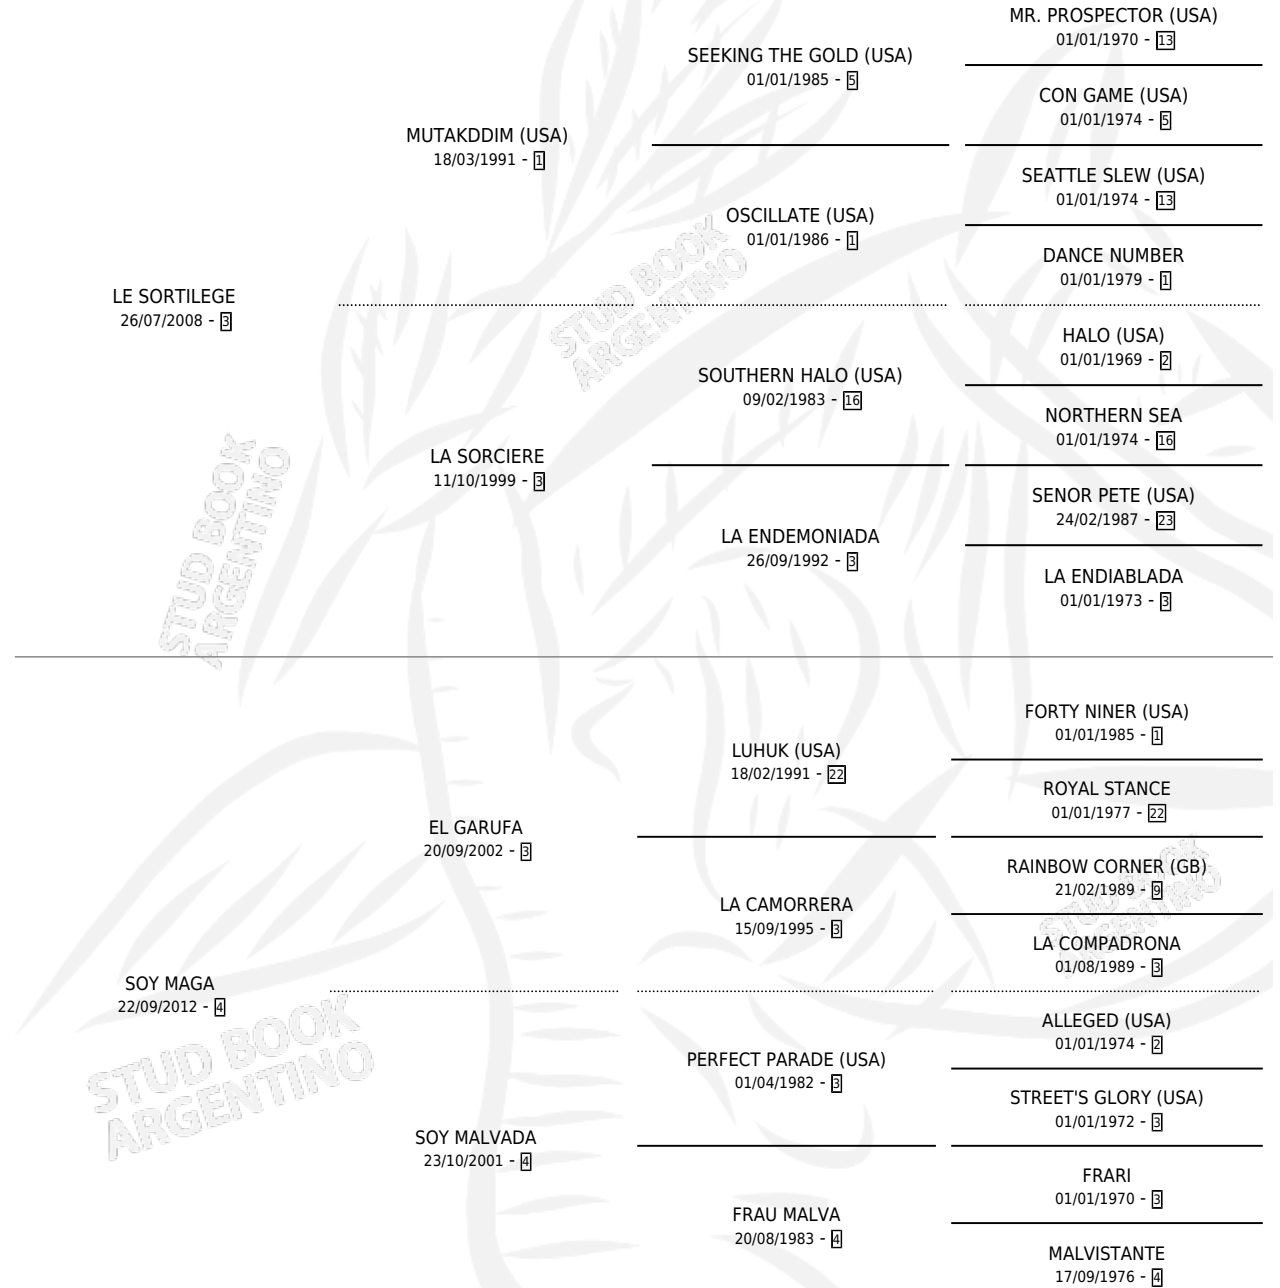 MR. PROSPECTOR (USA)
01/01/1970 - 13
SEEKING THE GOLD (USA)
01/01/1985 - 5
CON GAME (USA)
01/01/1974 - 5
MUTAKDDIM (USA)
18/03/1991 - 1
SEATTLE SLEW (USA)
01/01/1974 - 13
OSCILLATE (USA)
01/01/1986 - 1
DANCE NUMBER
01/01/1979 - 1
LE SORTILEGE
26/07/2008 - 3
STUD BOOK
ARGENTINO
HALO (USA)
01/01/1969 - 2
SOUTHERN HALO (USA)
09/02/1983 - 16
NORTHERN SEA
01/01/1974 - 16
LA SORCIERE
11/10/1999 - 3
SENOR PETE (USA)
24/02/1987 - 23
LA ENDEMONIADA
26/09/1992 - 3
LA ENDIABLADA
01/01/1973 - 3
STUD BOOK
ARGENTINO
FORTY NINER (USA)
01/01/1985 - 1
LUHUK (USA)
18/02/1991 - 22
ROYAL STANCE
01/01/1977 - 22
EL GARUFA
20/09/2002 - 3
RAINBOW CORNER (GB)
21/02/1989 - 9
LA CAMORRERA
15/09/1995 - 3
STUD BOOK
ARGENTINO
LA COMPADRONA
01/08/1989 - 3
SOY MAGA
22/09/2012 - 4
ALLEGED (USA)
01/01/1974 - 2
STUD BOOK
ARGENTINO
PERFECT PARADE (USA)
01/04/1982 - 3
STREET'S GLORY (USA)
01/01/1972 - 3
SOY MALVADA
23/10/2001 - 4
FRARI
01/01/1970 - 3
FRAU MALVA
20/08/1983 - 4
MALVISTANTE
17/09/1976 - 4